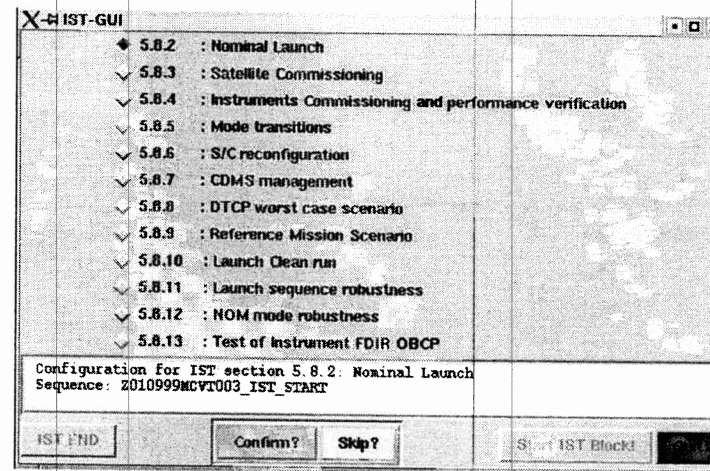 IST-GUI
5.8.2 : Nominal Launch
5.8.3 : Satellite Commissioning
5.8.4 : Instruments Commissioning and performance verification
5.8.5 : Mode transitions
5.8.6 : S/C reconfiguration
5.8.7 : CDMS management
5.8.8 : DTCP worst case scenario
5.8.9 : Reference Mission Scenario
5.8.10 : Launch Clean run
5.8.11 : Launch sequence robustness
5.8.12 : NOM mode robustness
5.8.13 : Test of Instrument FDIR OBCP
Configuration for IST section 5.8.2: Nominal Launch
Sequence: Z010999MCVT003_IST_START
IST END Confirm? Skip? Start IST Block!